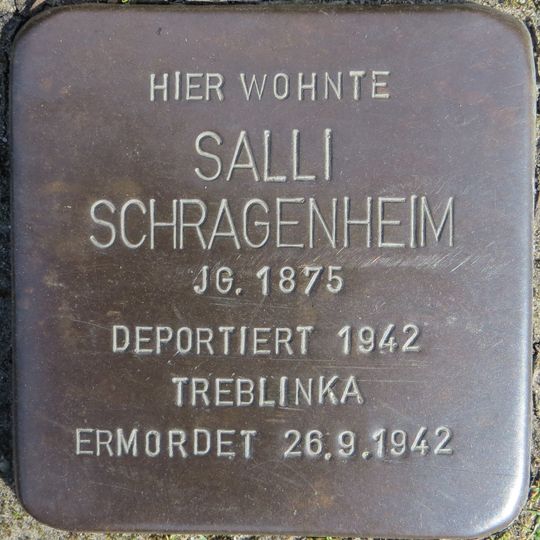 HIER WOHNTE
SALLI
SCHRAGENHEIM
JG. 1875
DEPORTIERT 1942
TREBLINKA
ERMORDET 26.9.1942